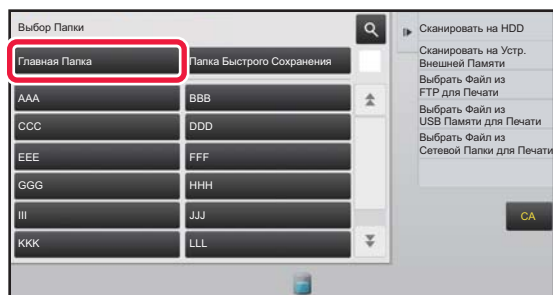 Выбор Папки
Главная Папка
Папка Быстрого Сохранения
AAA
BBB
CCC
DDD
EEE
FFF
GGG
HHH
III
JJJ
KKK
LLL
Сканировать на HDD
Сканировать на Устр.
Внешней Памяти
Выбрать Файл из
FTP для Печати
Выбрать Файл из
USB Памяти для Печати
Выбрать Файл из
Сетевой Папки для Печати
CA